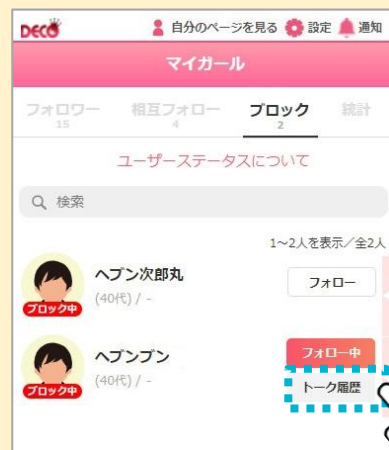 DECO 自分のページを見る 設定 通知
マイガール
フォロワー 相互フォロー ブロック 統計
15 4 2
ユーザーステータスについて
検索
1～2人を表示／全2人
ヘブン次郎丸 フォロー
(40代) / -
ブロック中
ヘブンブン フォロー中
(40代) / - トーク履歴
ブロック中